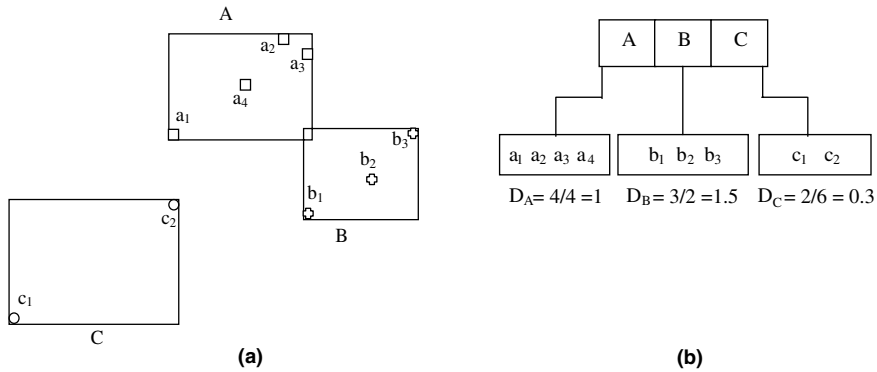 A
a2
a3
a4
a1
b3
b2
b1
B
c2
c1
C
(a)
A B C
a1 a2 a3 a4
b1 b2 b3
c1 c2
DA= 4/4 =1
DB= 3/2 =1.5
DC= 2/6 = 0.3
(b)